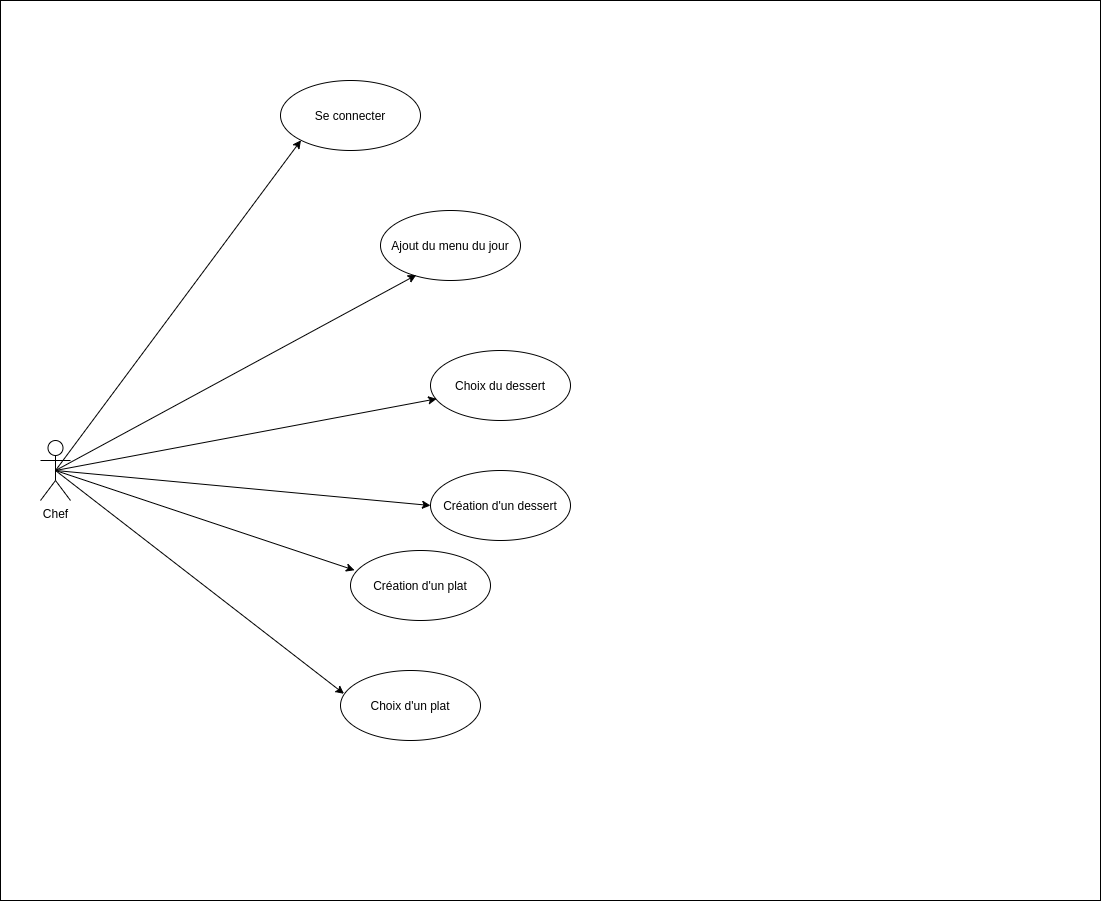 Se connecter
Ajout du menu du jour
Choix du dessert
Création d'un dessert
Chef
Création d'un plat
Choix d'un plat